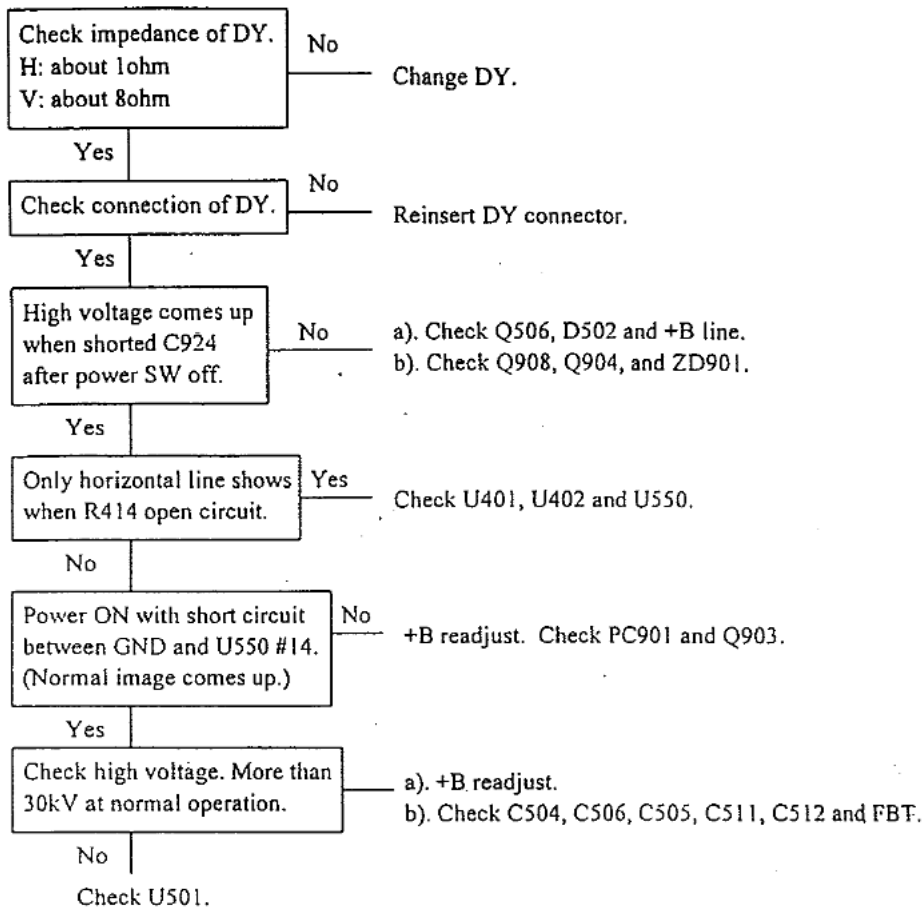 Check impedance of DY.
H: about 1ohm
V: about 8ohm
No
Change DY.
Yes
Check connection of DY.
No
Reinsert DY connector.
Yes
High voltage comes up
when shorted C924
after power SW off.
No
a). Check Q506, D502 and +B line.
b). Check Q908, Q904, and ZD901.
Yes
Only horizontal line shows
when R414 open circuit.
Yes
Check U401, U402 and U550.
No
Power ON with short circuit
between GND and U550 #14.
(Normal image comes up.)
No
+B readjust. Check PC901 and Q903.
Yes
Check high voltage. More than
30kV at normal operation.
a). +B readjust.
b). Check C504, C506, C505, C511, C512 and FBT.
No
Check U501.